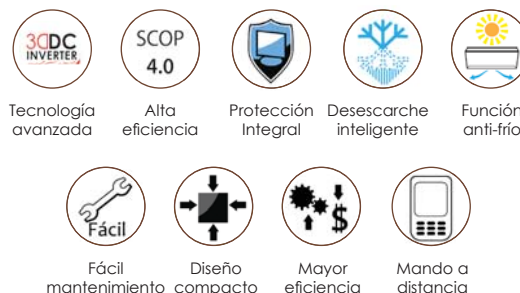 3DDC
INVERTER
SCOP
4.0
Tecnología
avanzada
Alta
eficiencia
Protección
Integral
Desescarche
inteligente
Función
anti-frío
Fácil
$
Fácil
mantenimiento
Diseño
compacto
Mayor
eficiencia
Mando a
distancia